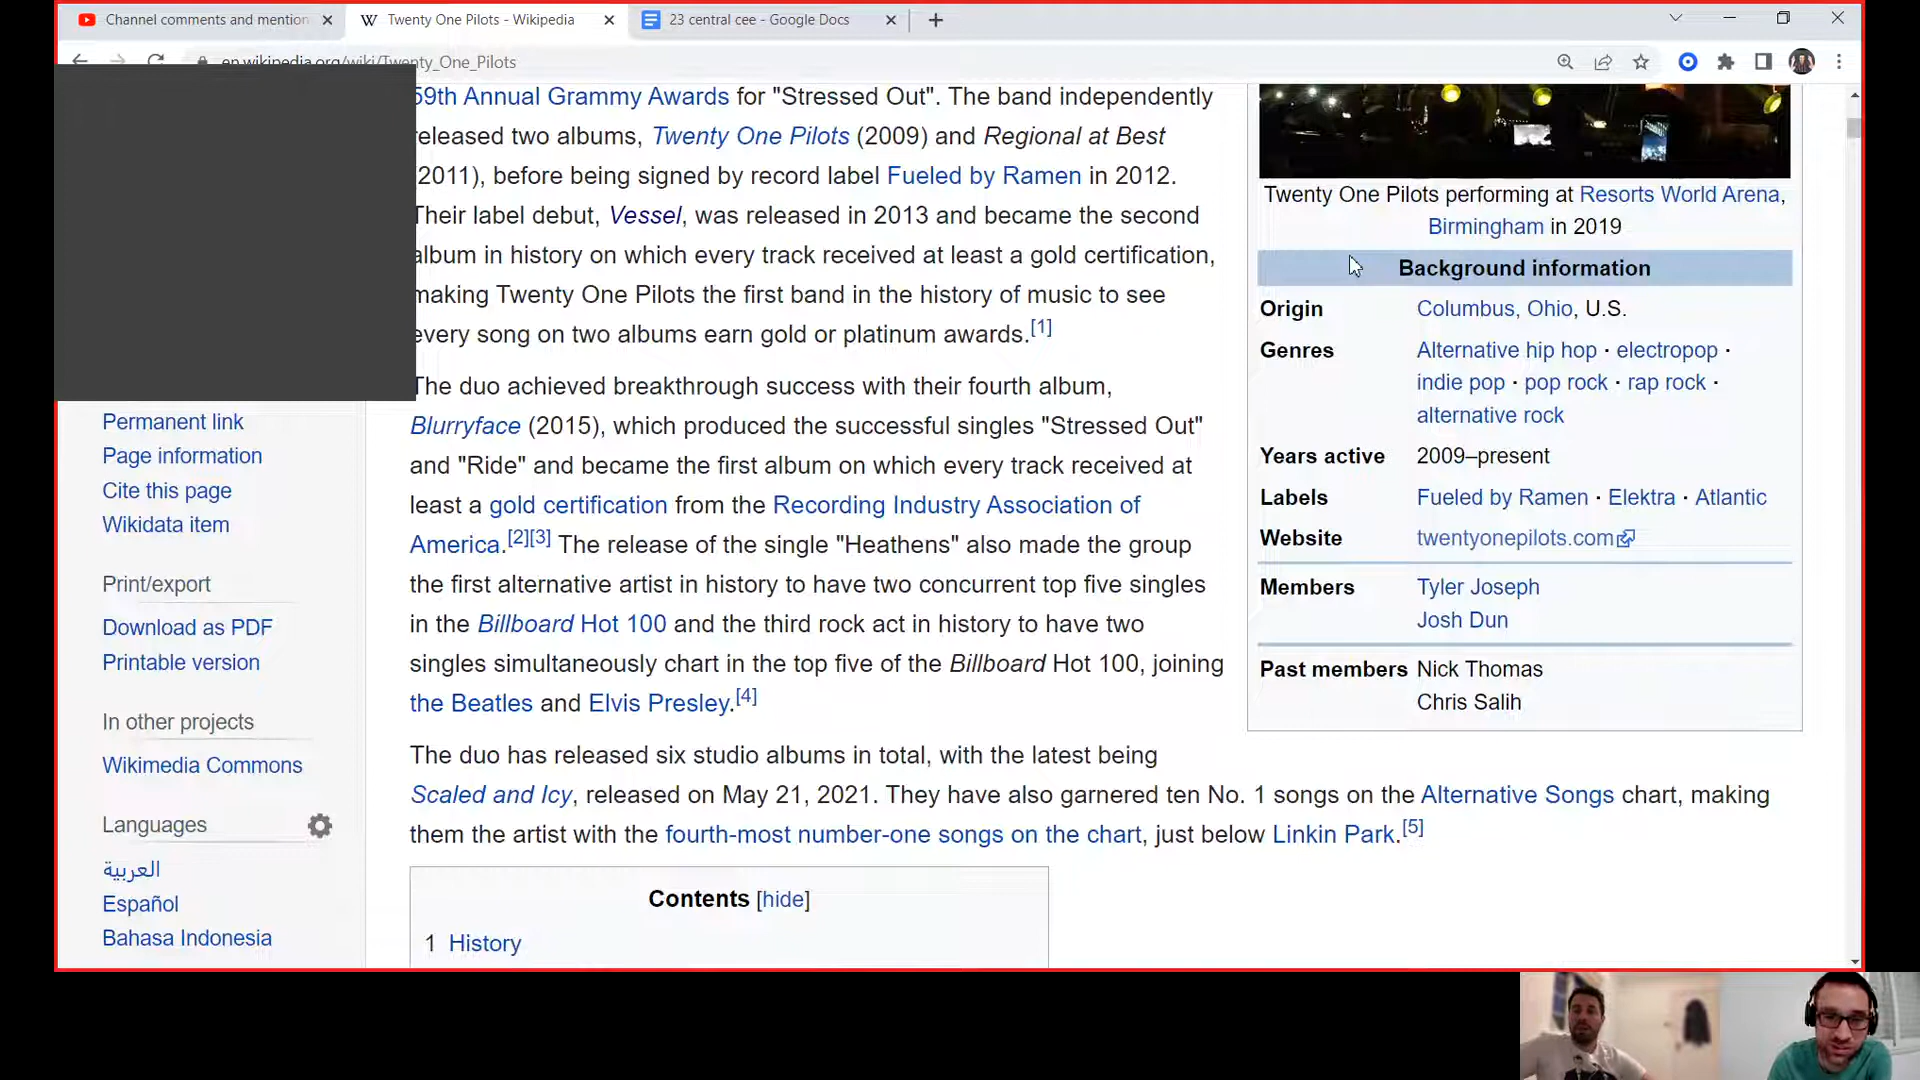 Channel comments and mention
Twenty One Pilots - Wikipedia
23 central cee - Google Docs
en.wikipedia.org/wiki/Twenty_One_Pilots
59th Annual Grammy Awards for "Stressed Out". The band independently
released two albums, Twenty One Pilots (2009) and Regional at Best
2011), before being signed by record label Fueled by Ramen in 2012.
Their label debut, Vessel, was released in 2013 and became the second
album in history on which every track received at least a gold certification,
making Twenty One Pilots the first band in the history of music to see
every song on two albums earn gold or platinum awards.[1]
The duo achieved breakthrough success with their fourth album,
Blurryface (2015), which produced the successful singles "Stressed Out"
and "Ride" and became the first album on which every track received at
least a gold certification from the Recording Industry Association of
America.[2][3] The release of the single "Heathens" also made the group
the first alternative artist in history to have two concurrent top five singles
in the Billboard Hot 100 and the third rock act in history to have two
singles simultaneously chart in the top five of the Billboard Hot 100, joining
the Beatles and Elvis Presley.[4]
The duo has released six studio albums in total, with the latest being
Scaled and Icy, released on May 21, 2021. They have also garnered ten No. 1 songs on the Alternative Songs chart, making
them the artist with the fourth-most number-one songs on the chart, just below Linkin Park.[5]
Contents [hide]
1 History
Twenty One Pilots performing at Resorts World Arena,
Birmingham in 2019
Background information
Origin Columbus, Ohio, U.S.
Genres Alternative hip hop · electropop ·
indie pop · pop rock · rap rock ·
alternative rock
Years active 2009–present
Labels Fueled by Ramen · Elektra · Atlantic
Website twentyonepilots.com
Members Tyler Joseph
Josh Dun
Past members Nick Thomas
Chris Salih
Permanent link
Page information
Cite this page
Wikidata item
Print/export
Download as PDF
Printable version
In other projects
Wikimedia Commons
Languages
العربية
Español
Bahasa Indonesia